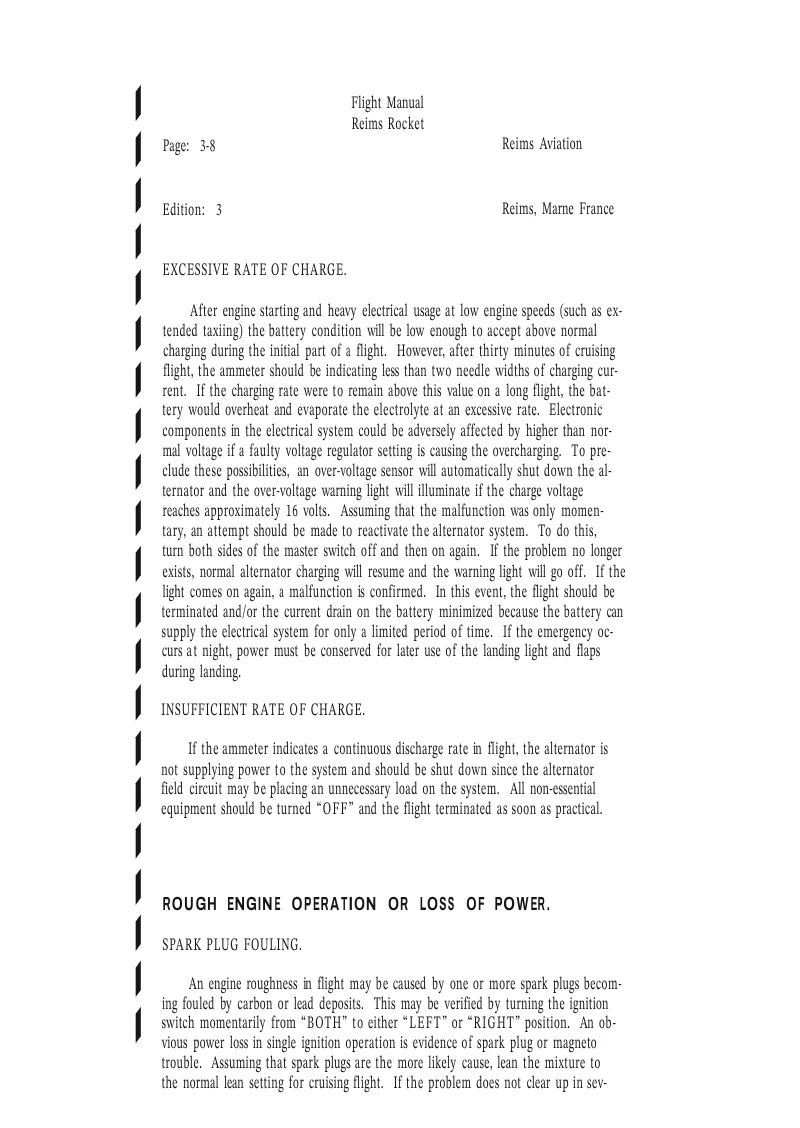 Flight Manual
Reims Rocket
Page: 3-8 Reims Aviation
Edition: 3 Reims, Marne France
EXCESSIVE RATE OF CHARGE.
After engine starting and heavy electrical usage at low engine speeds (such as ex-
tended taxiing) the battery condition will be low enough to accept above normal
charging during the initial part of a flight. However, after thirty minutes of cruising
flight, the ammeter should be indicating less than two needle widths of charging cur-
rent. If the charging rate were to remain above this value on a long flight, the bat-
tery would overheat and evaporate the electrolyte at an excessive rate. Electronic
components in the electrical system could be adversely affected by higher than nor-
mal voltage if a faulty voltage regulator setting is causing the overcharging. To pre-
clude these possibilities, an over-voltage sensor will automatically shut down the al-
ternator and the over-voltage warning light will illuminate if the charge voltage
reaches approximately 16 volts. Assuming that the malfunction was only momen-
tary, an attempt should be made to reactivate the alternator system. To do this,
turn both sides of the master switch off and then on again. If the problem no longer
exists, normal alternator charging will resume and the warning light will go off. If the
light comes on again, a malfunction is confirmed. In this event, the flight should be
terminated and/or the current drain on the battery minimized because the battery can
supply the electrical system for only a limited period of time. If the emergency oc-
curs at night, power must be conserved for later use of the landing light and flaps
during landing.
INSUFFICIENT RATE OF CHARGE.
If the ammeter indicates a continuous discharge rate in flight, the alternator is
not supplying power to the system and should be shut down since the alternator
field circuit may be placing an unnecessary load on the system. All non-essential
equipment should be turned “OFF” and the flight terminated as soon as practical.
ROUGH ENGINE OPERATION OR LOSS OF POWER.
SPARK PLUG FOULING.
An engine roughness in flight may be caused by one or more spark plugs becom-
ing fouled by carbon or lead deposits. This may be verified by turning the ignition
switch momentarily from “BOTH” to either “LEFT” or “RIGHT” position. An ob-
vious power loss in single ignition operation is evidence of spark plug or magneto
trouble. Assuming that spark plugs are the more likely cause, lean the mixture to
the normal lean setting for cruising flight. If the problem does not clear up in sev-